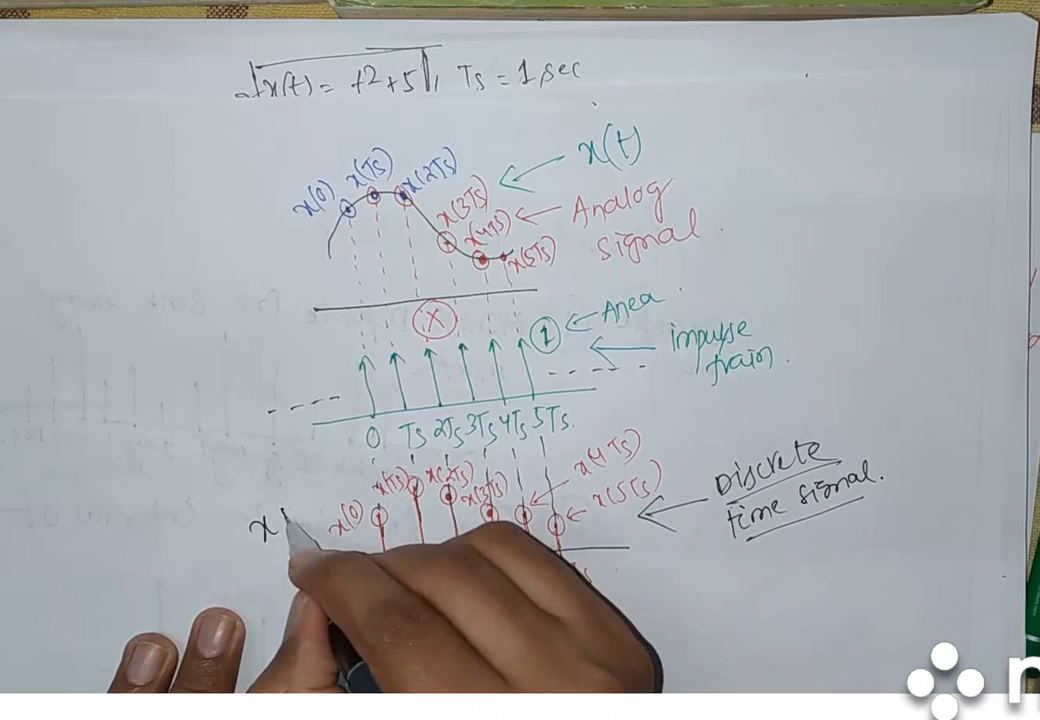 x(t) = t2+5, Ts = 1 sec
x(t)
x(0) x(Ts) x(2Ts)
x(3Ts)
x(4Ts)
x(5Ts)
Analog
signal.
X
1 Area.
impulse
train.
0 Ts 2Ts 3Ts 4Ts 5Ts
x(0) x(Ts) x(2Ts) x(3Ts) x(4Ts)
x(5Ts)
Discrete
time signal.
x